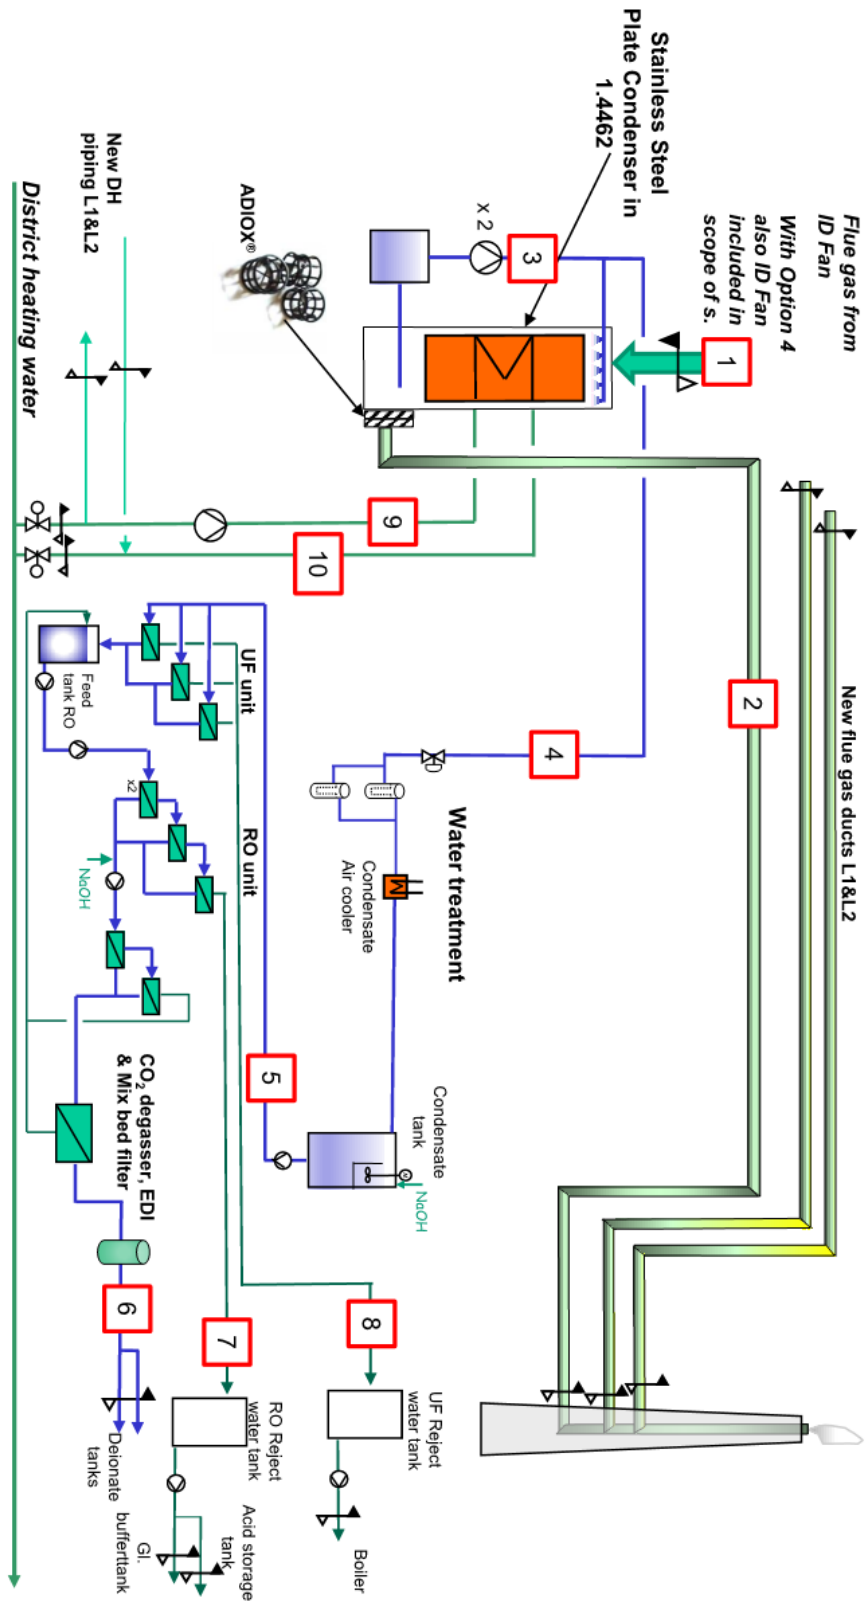 Flue gas from
ID Fan
With Option 4
also ID Fan
included in
scope of s.
Stainless Steel
Plate Condenser in
1.4462
1
x 2
3
ADIOX®
New DH
piping L1&L2
District heating water
9
10
2
New flue gas ducts L1&L2
4
Water treatment
Condensate
Air cooler
UF unit
Feed
tank RO
x2
RO unit
NaOH
5
Condensate
tank
M
NaOH
CO2 degasser, EDI
& Mix bed filter
6
7
8
Deionate
tanks
RO Reject
water tank
UF Reject
water tank
Gl.
bufferttank
Acid storage
tank
Boiler